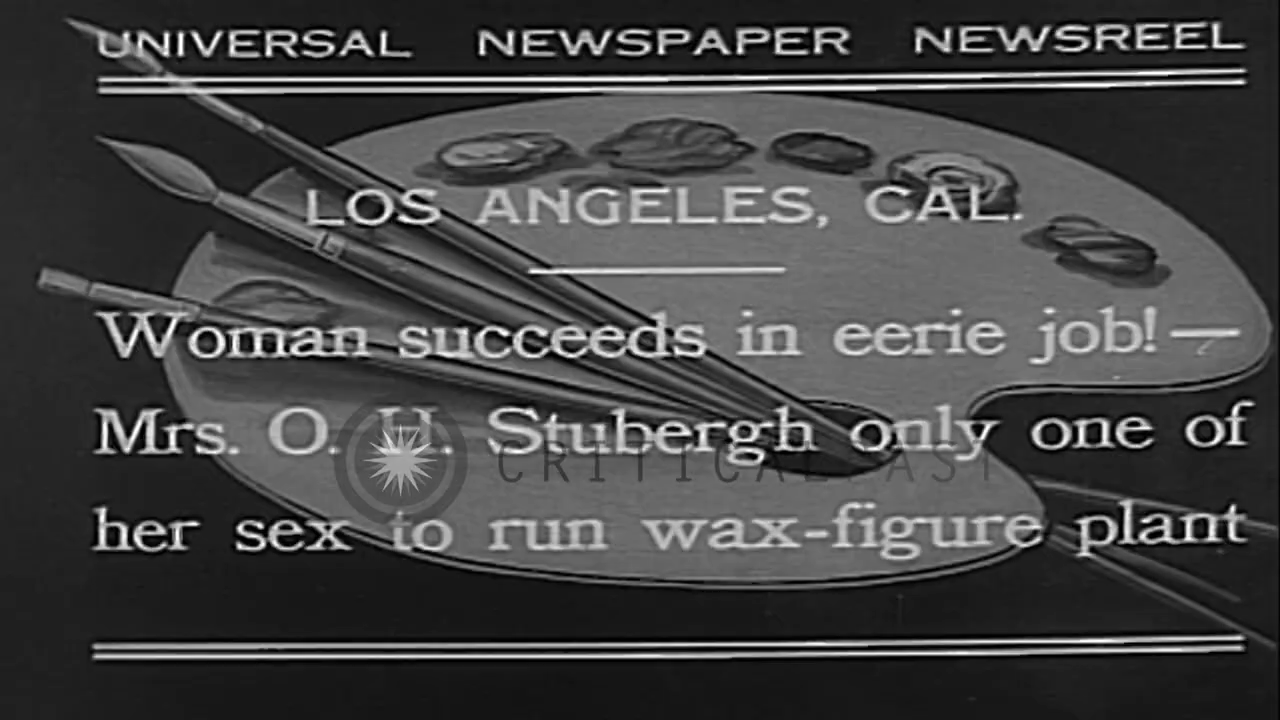 UNIVERSAL NEWSPAPER NEWSREEL
LOS ANGELES, CAL.
Woman succeeds in eerie job!—
Mrs. O. H. Stubergh only one of
CRITICALPAST
her sex to run wax-figure plant